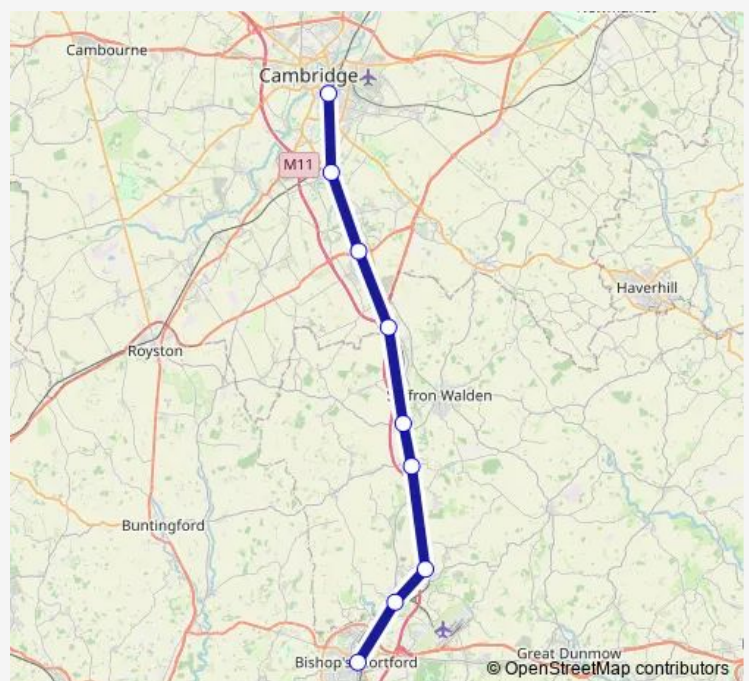 Cambourne
Cambridge
M11
Haverhill
Royston
fron Walden
Buntingford
Bishop's
ortford
Great Dunmow
© OpenStreetMap contributors